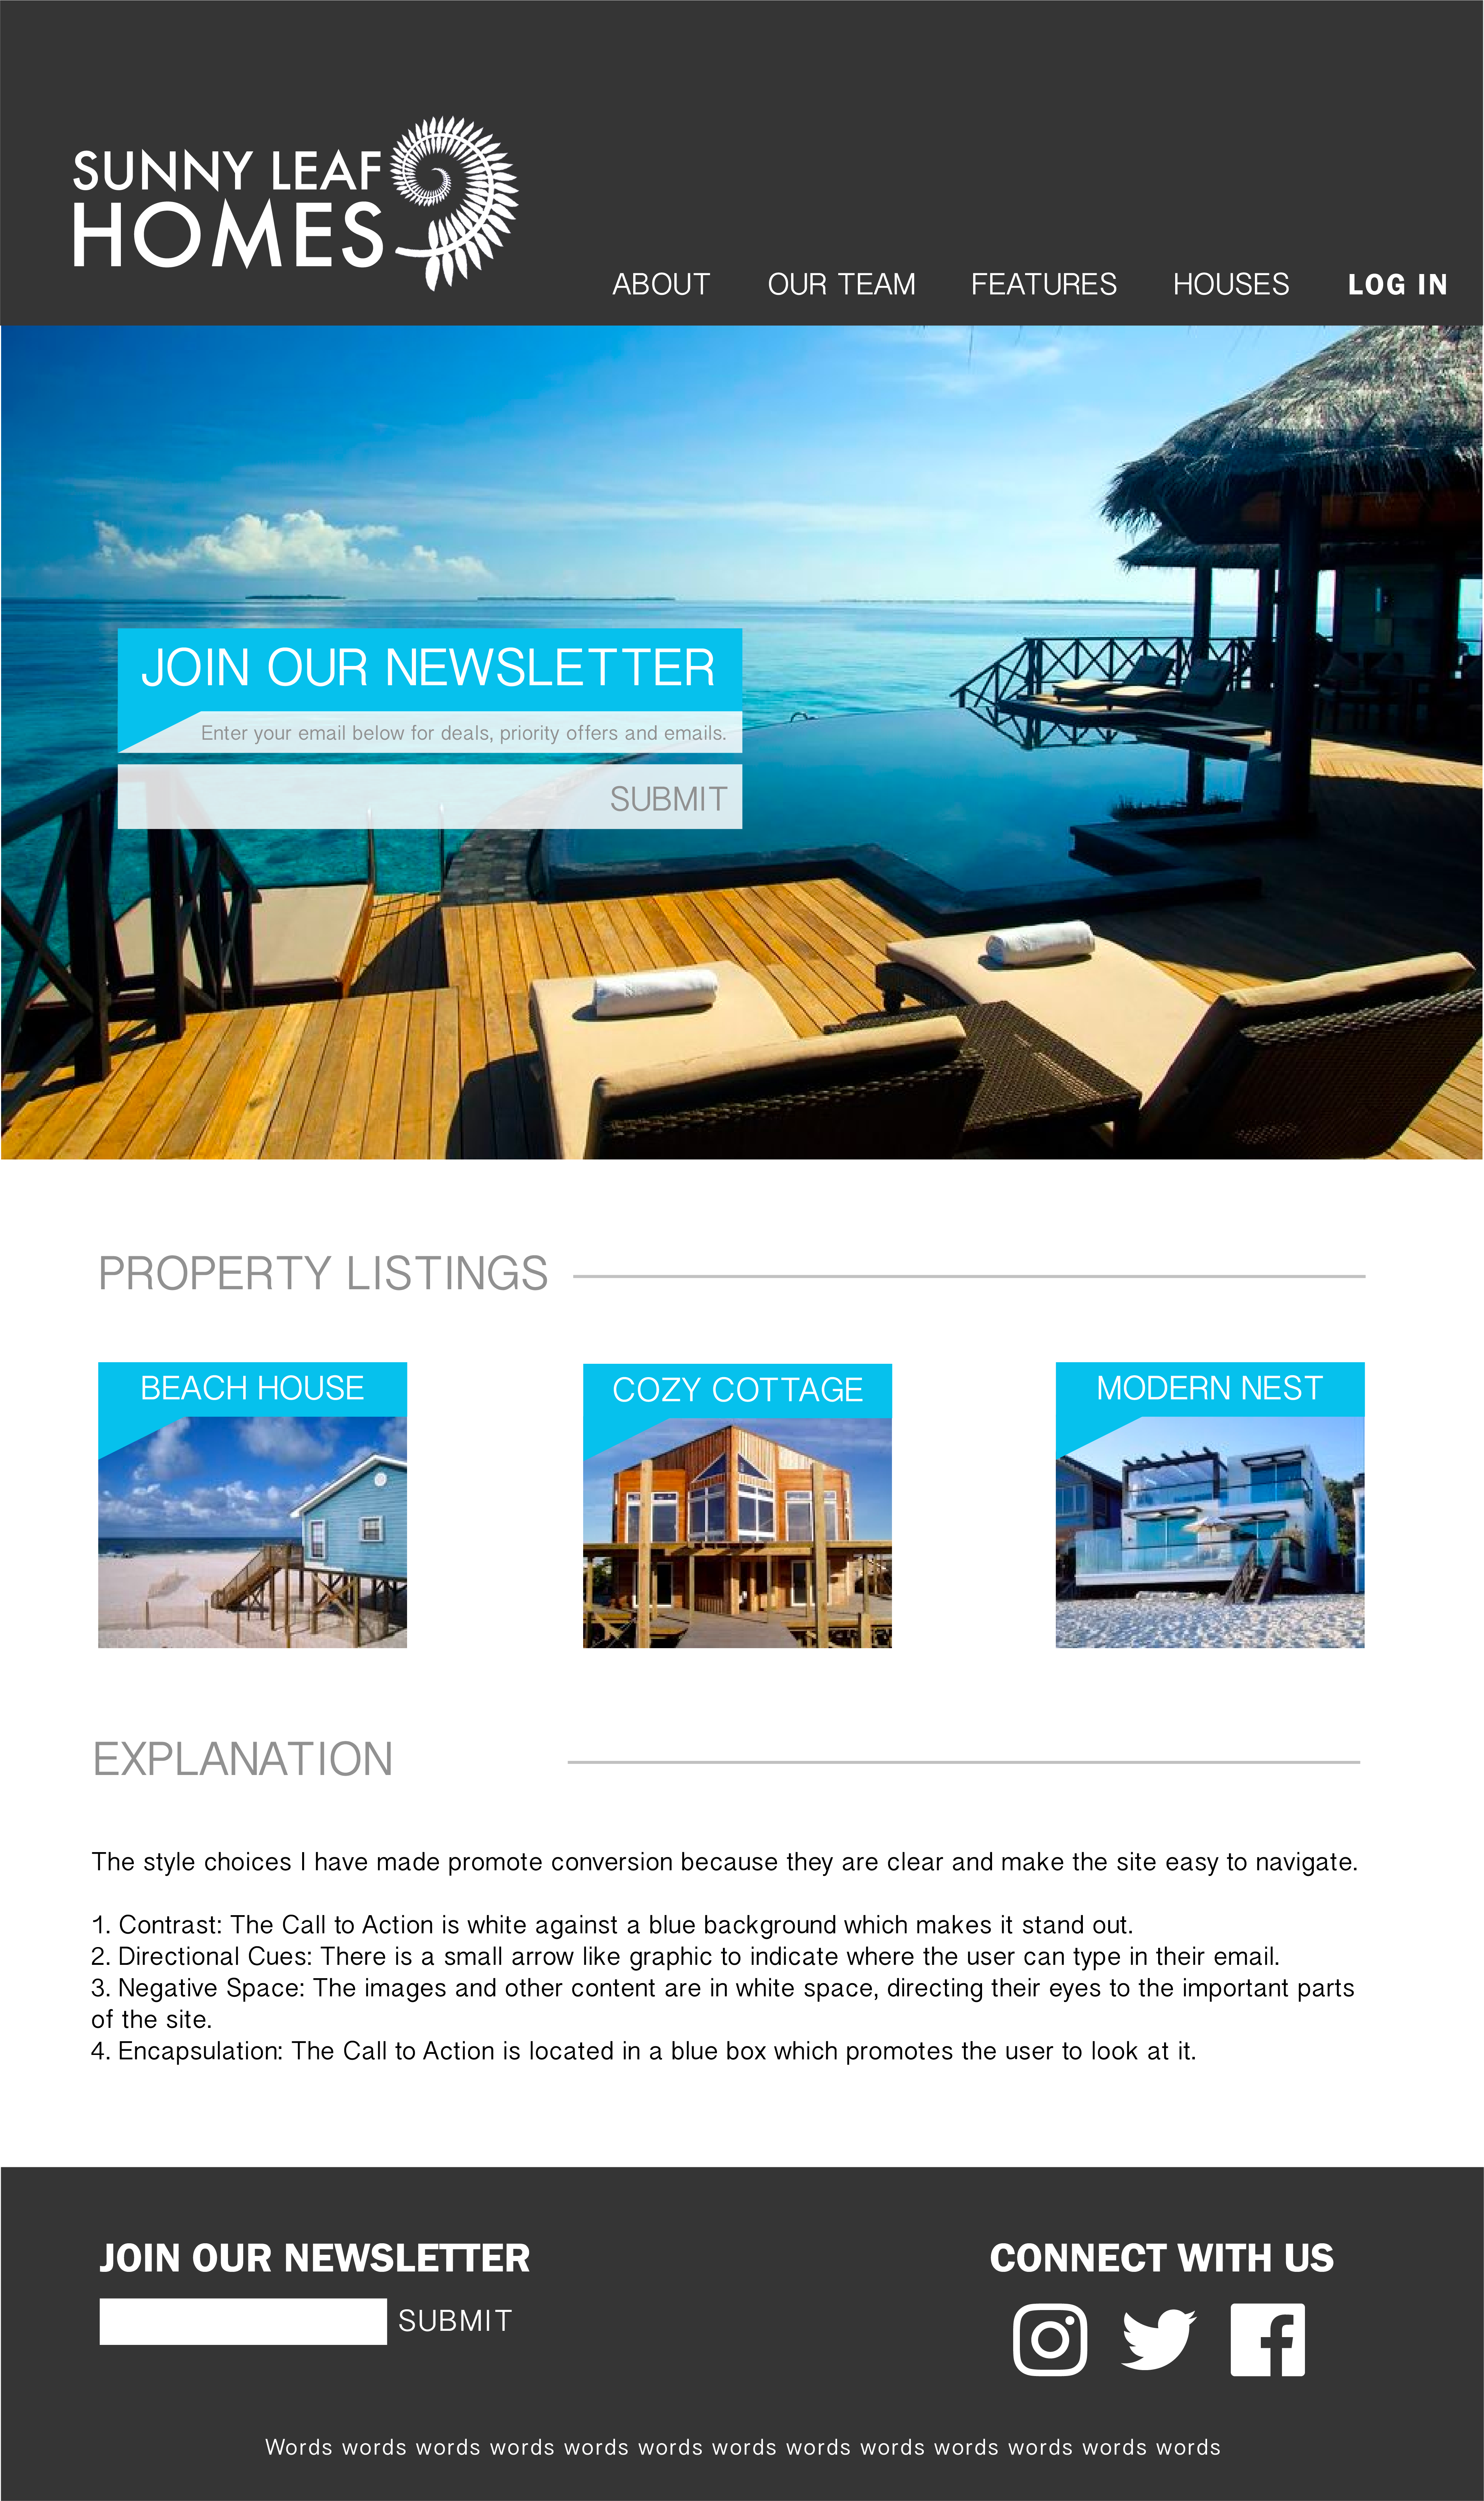 SUNNY LEAF
HOMES
ABOUT OUR TEAM FEATURES HOUSES LOG IN
JOIN OUR NEWSLETTER
Enter your email below for deals, priority offers and emails.
SUBMIT
PROPERTY LISTINGS
BEACH HOUSE COZY COTTAGE MODERN NEST
EXPLANATION
The style choices I have made promote conversion because they are clear and make the site easy to navigate.
1. Contrast: The Call to Action is white against a blue background which makes it stand out.
2. Directional Cues: There is a small arrow like graphic to indicate where the user can type in their email.
3. Negative Space: The images and other content are in white space, directing their eyes to the important parts
of the site.
4. Encapsulation: The Call to Action is located in a blue box which promotes the user to look at it.
JOIN OUR NEWSLETTER CONNECT WITH US
SUBMIT
Words words words words words words words words words words words words words